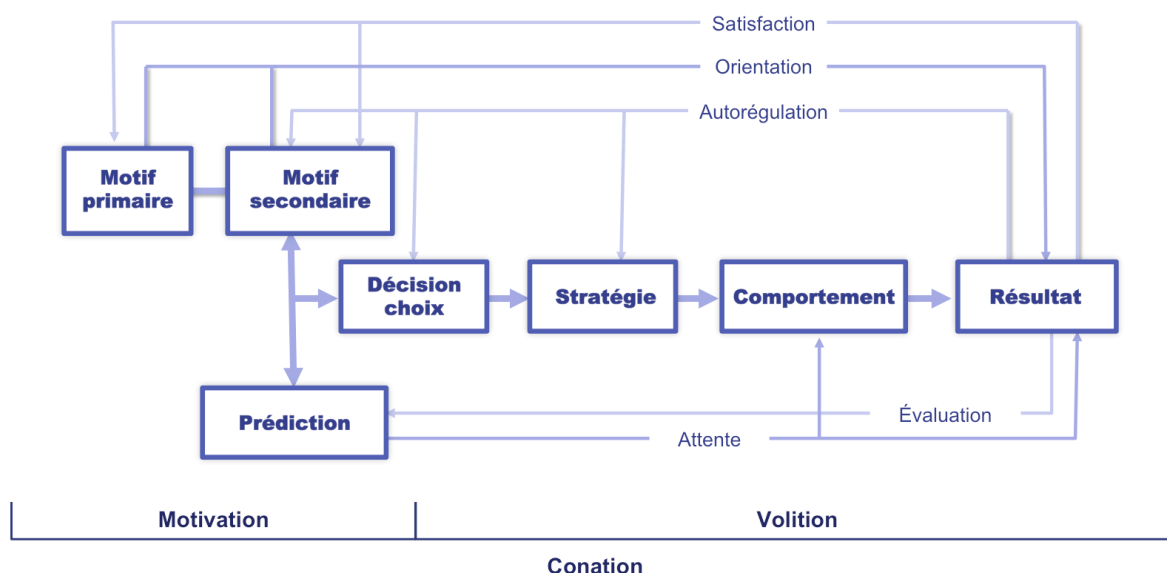 Satisfaction
Orientation
Autorégulation
Motif
primaire
Motif
secondaire
Décision
choix
Stratégie
Comportement
Résultat
Prédiction
Évaluation
Attente
Motivation
Volition
Conation